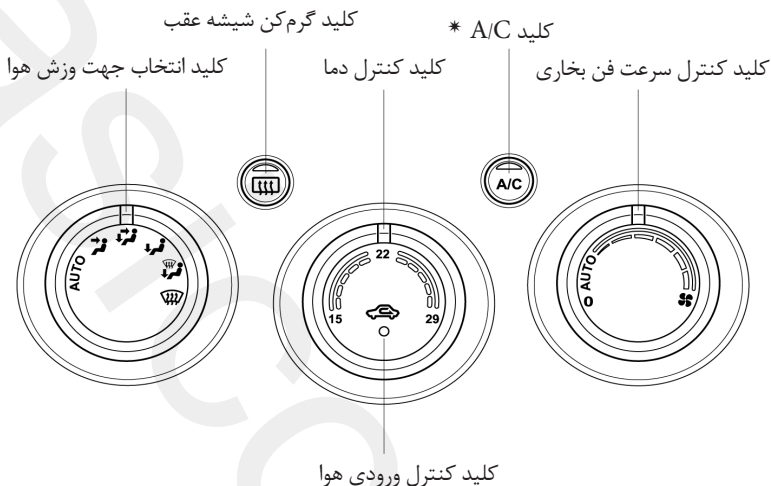 کلید گرم‌کن شیشه عقب
کلید A/C *
کلید انتخاب جهت وزش هوا
کلید کنترل دما
کلید کنترل سرعت فن بخاری
A/C
AUTO
22
15
29
AUTO
0
کلید کنترل ورودی هوا